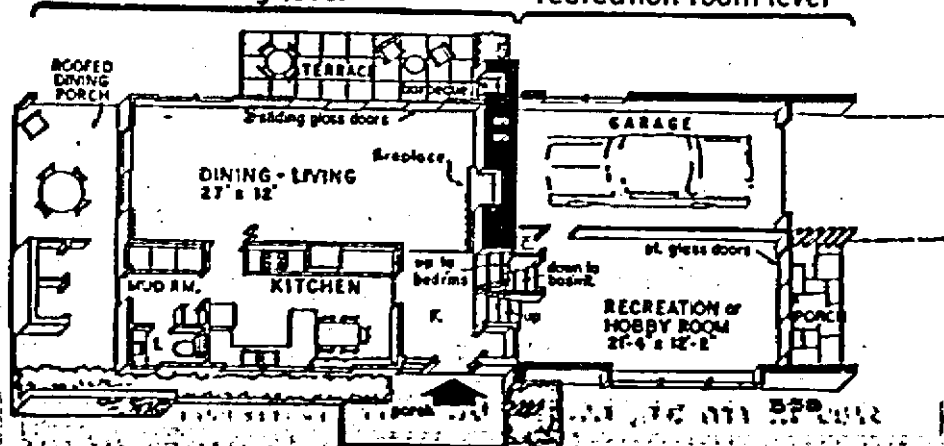 recreation room level
ROOFED
DINING
PORCH
TERRACE
barbecue
sliding glass doors
GARAGE
fireplace
DINING - LIVING
27' x 12'
gl. glass doors
up to
bedrms
down to
basmt.
MUD RM.
KITCHEN
up
RECREATION or
HOBBY ROOM
21'-4" x 12'-2"
PORCH
L
F.
porch